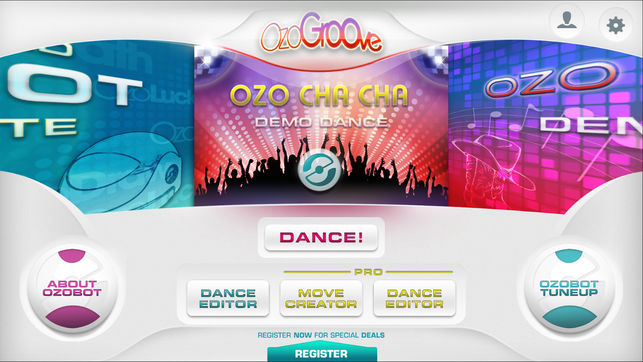 OzoGroove
OT
TE
OZO CHA CHA
DEMO DANCE
OZO
DEN
DANCE!
PRO
ABOUT
OZOBOT
DANCE
EDITOR
MOVE
CREATOR
DANCE
EDITOR
OZOBOT
TUNEUP
REGISTER NOW FOR SPECIAL DEALS
REGISTER